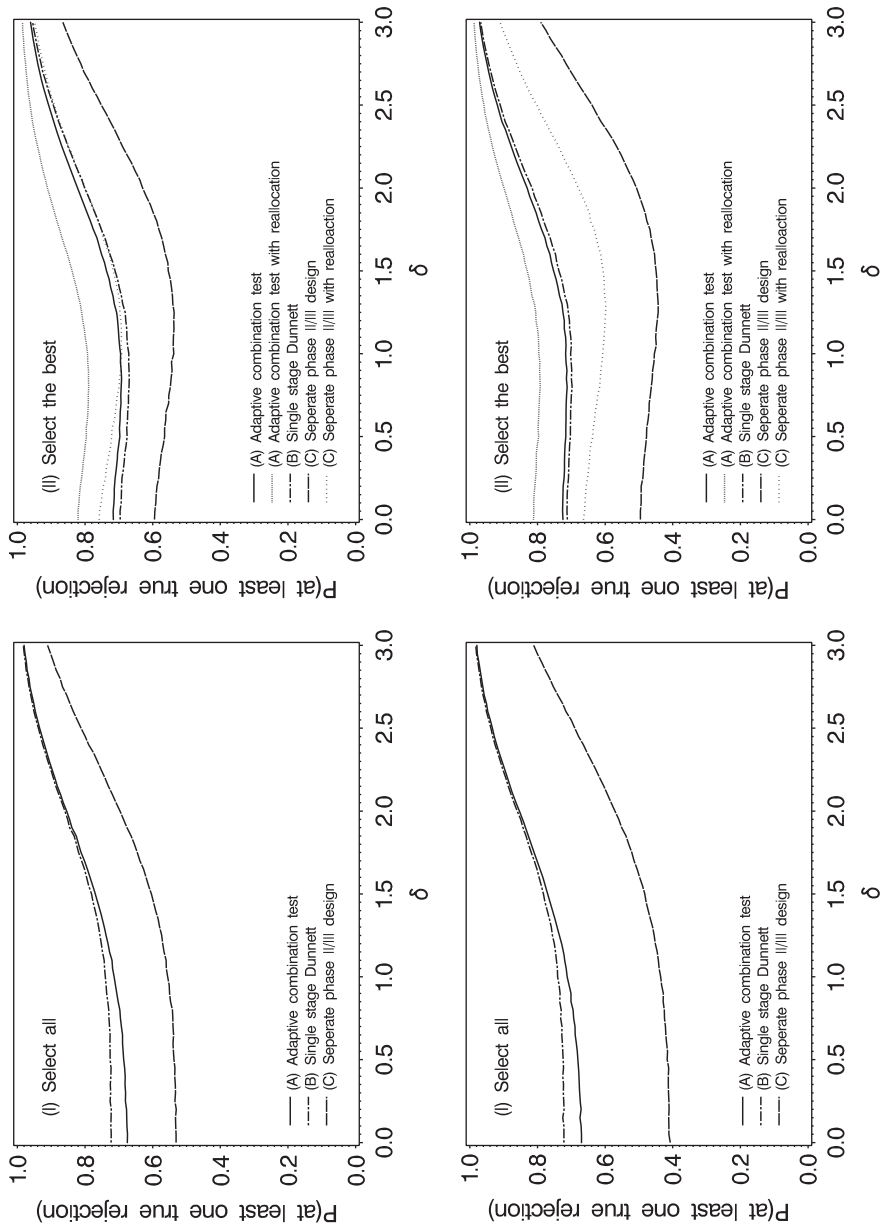 (I) Select all
P(at least one true rejection)
1.0
0.8
0.6
0.4
0.2
0.0
(A) Adaptive combination test
(B) Single stage Dunnett
(C) Seperate phase II/III design
0.0 0.5 1.0 1.5 2.0 2.5 3.0
δ
(II) Select the best
P(at least one true rejection)
1.0
0.8
0.6
0.4
0.2
0.0
(A) Adaptive combination test
(A) Adaptive combination test with reallocation
(B) Single stage Dunnett
(C) Seperate phase II/III design
(C) Seperate phase II/III with realloaction
0.0 0.5 1.0 1.5 2.0 2.5 3.0
δ
(I) Select all
P(at least one true rejection)
1.0
0.8
0.6
0.4
0.2
0.0
(A) Adaptive combination test
(B) Single stage Dunnett
(C) Seperate phase II/III design
0.0 0.5 1.0 1.5 2.0 2.5 3.0
δ
(II) Select the best
P(at least one true rejection)
1.0
0.8
0.6
0.4
0.2
0.0
(A) Adaptive combination test
(A) Adaptive combination test with reallocation
(B) Single stage Dunnett
(C) Seperate phase II/III design
(C) Seperate phase II/III with realloaction
0.0 0.5 1.0 1.5 2.0 2.5 3.0
δ